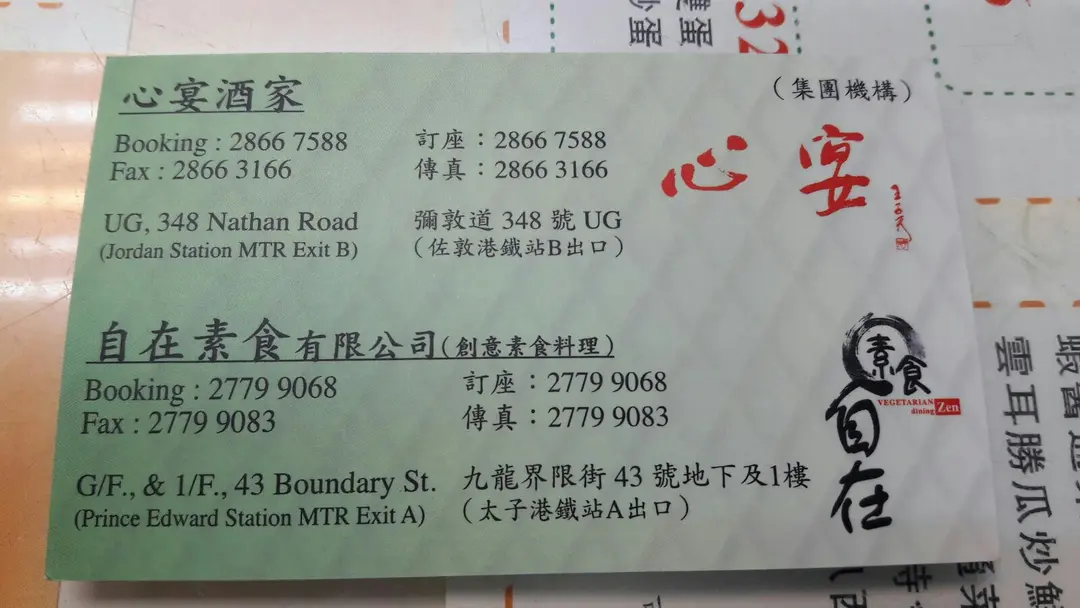 心宴酒家
(集團機構)
Booking : 2866 7588 訂座：2866 7588
Fax : 2866 3166 傳真：2866 3166
心宴
UG, 348 Nathan Road 彌敦道 348 號 UG
(Jordan Station MTR Exit B) (佐敦港鐵站B出口)
自在素食有限公司(創意素食料理)
Booking : 2779 9068 訂座：2779 9068
Fax : 2779 9083 傳真：2779 9083
素食
VEGETARIAN
dining Zen
自在
G/F., & 1/F., 43 Boundary St. 九龍界限街 43 號地下及1樓
(Prince Edward Station MTR Exit A) (太子港鐵站A出口)
32
炒蛋
蛋
雲耳勝瓜炒